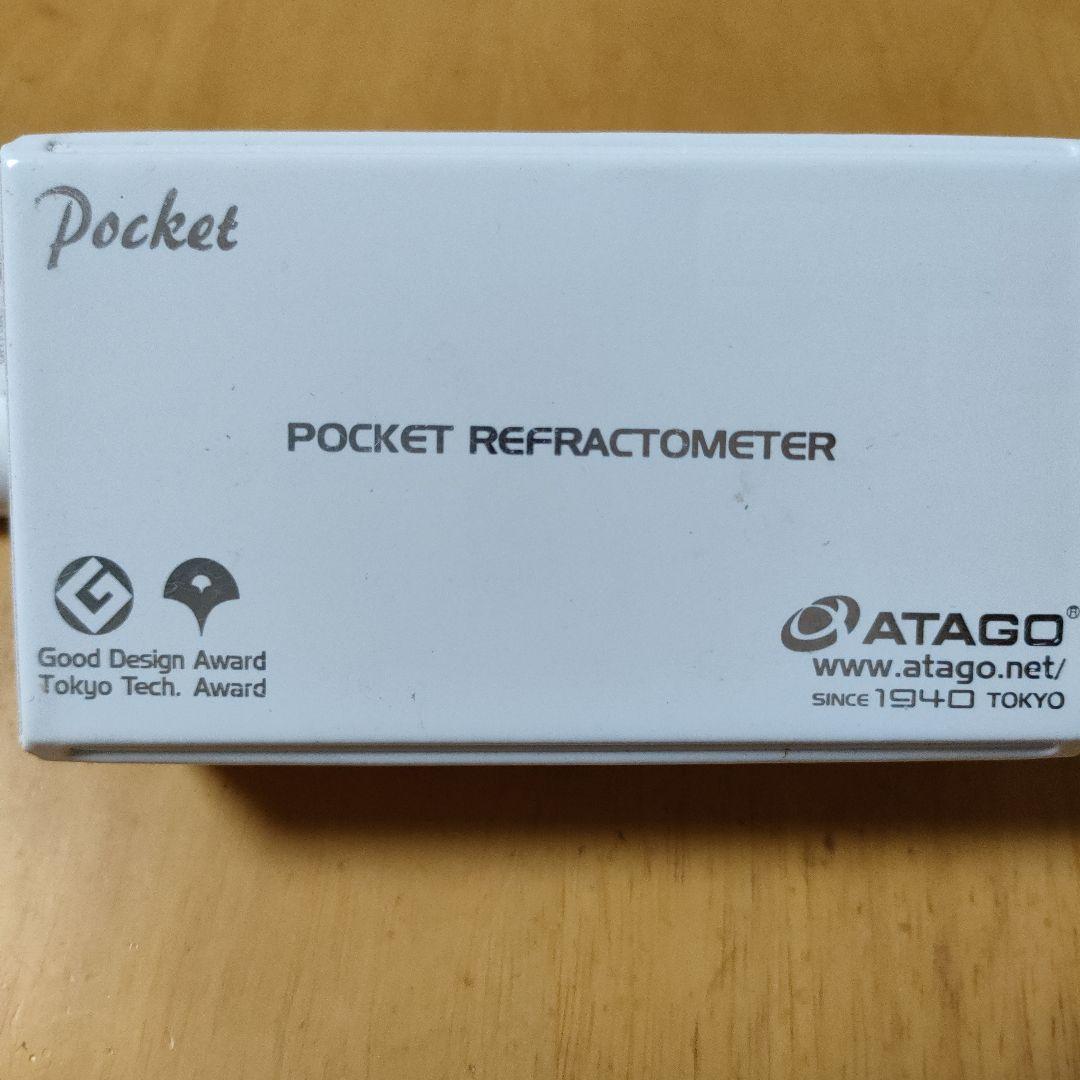 Pocket
POCKET REFRACTOMETER
Good Design Award
Tokyo Tech. Award
ATAGO®
www.atago.net/
SINCE 1940 TOKYO